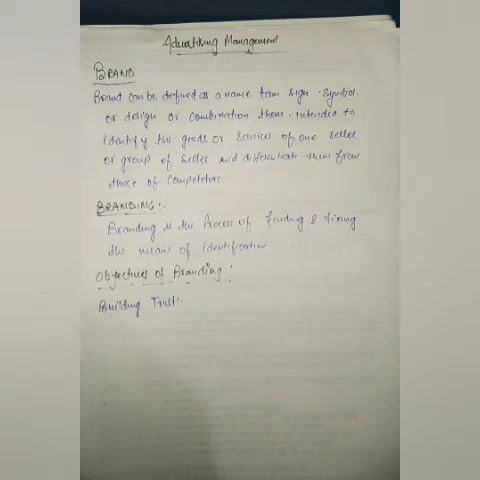 Advertising Management
BRAND
Brand can be defined as a name term sign . Symbol.
or design or combination them . intended to
identify the goods or services of one seller
or group of seller and differentiate them from
those of Competetors.
BRANDING:-
Branding is the Process of finding & fixing
the means of identification
Objectives of Branding:
Building Trust:-